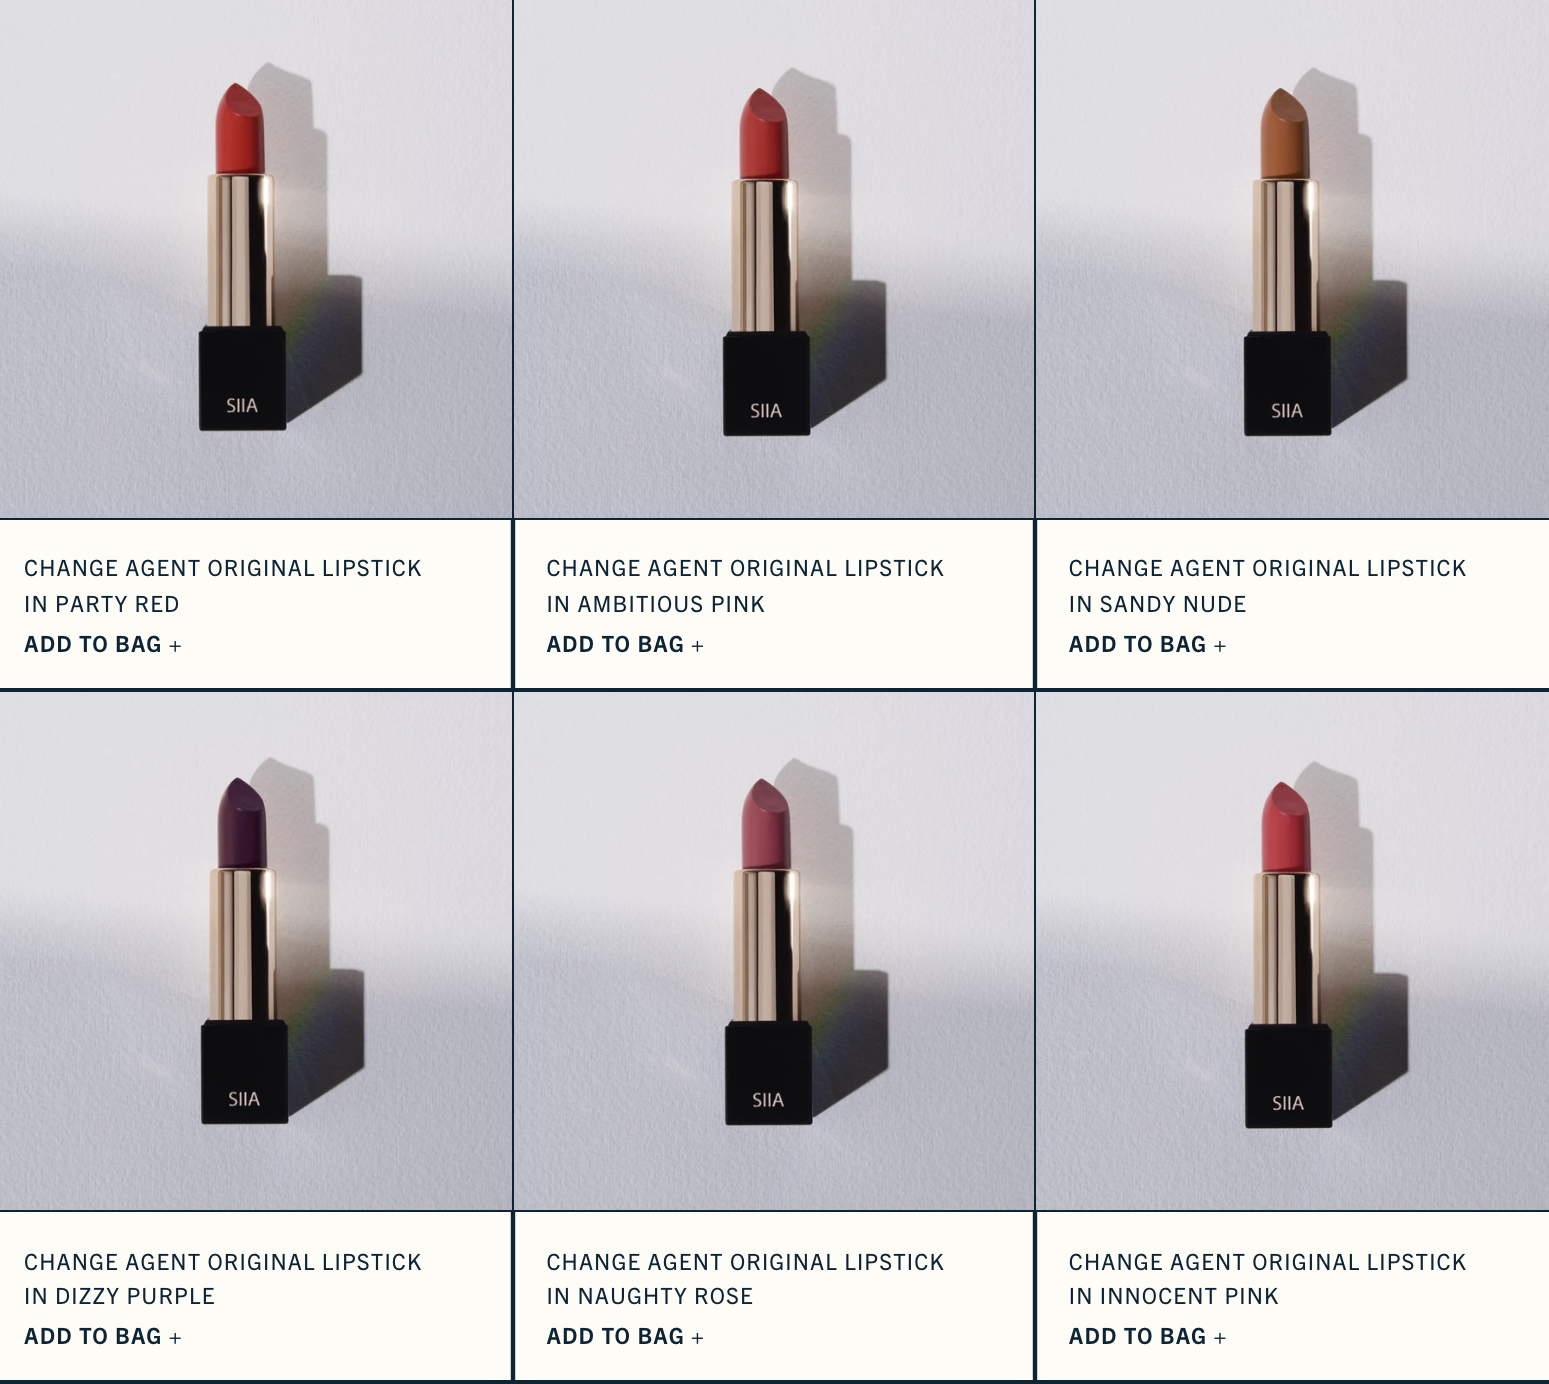 SIIA
SIIA
SIIA
CHANGE AGENT ORIGINAL LIPSTICK
IN PARTY RED
ADD TO BAG +
CHANGE AGENT ORIGINAL LIPSTICK
IN AMBITIOUS PINK
ADD TO BAG +
CHANGE AGENT ORIGINAL LIPSTICK
IN SANDY NUDE
ADD TO BAG +
SIIA
SIIA
SIIA
CHANGE AGENT ORIGINAL LIPSTICK
IN DIZZY PURPLE
ADD TO BAG +
CHANGE AGENT ORIGINAL LIPSTICK
IN NAUGHTY ROSE
ADD TO BAG +
CHANGE AGENT ORIGINAL LIPSTICK
IN INNOCENT PINK
ADD TO BAG +